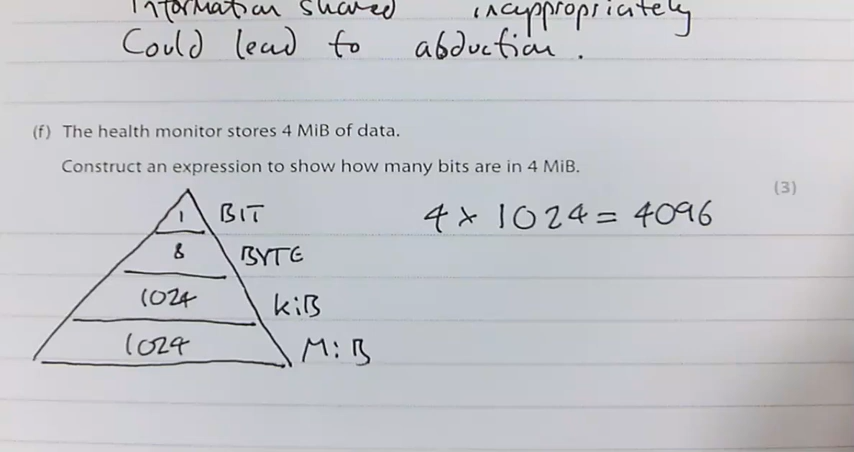 Information shared inappropriately
Could lead to abduction.
(f) The health monitor stores 4 MiB of data.
Construct an expression to show how many bits are in 4 MiB.
(3)
1 BIT
4 × 1024 = 4096
8 BYTE
1024 KiB
1024 MiB